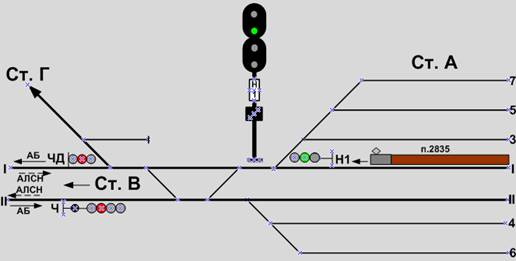 Ст. Г
Н
1
Ст. А
7
5
3
АБ
ЧД
Н1
п.2835
I
АЛСН
I
АЛСН
Ст. В
II
АБ
Ч
II
4
6